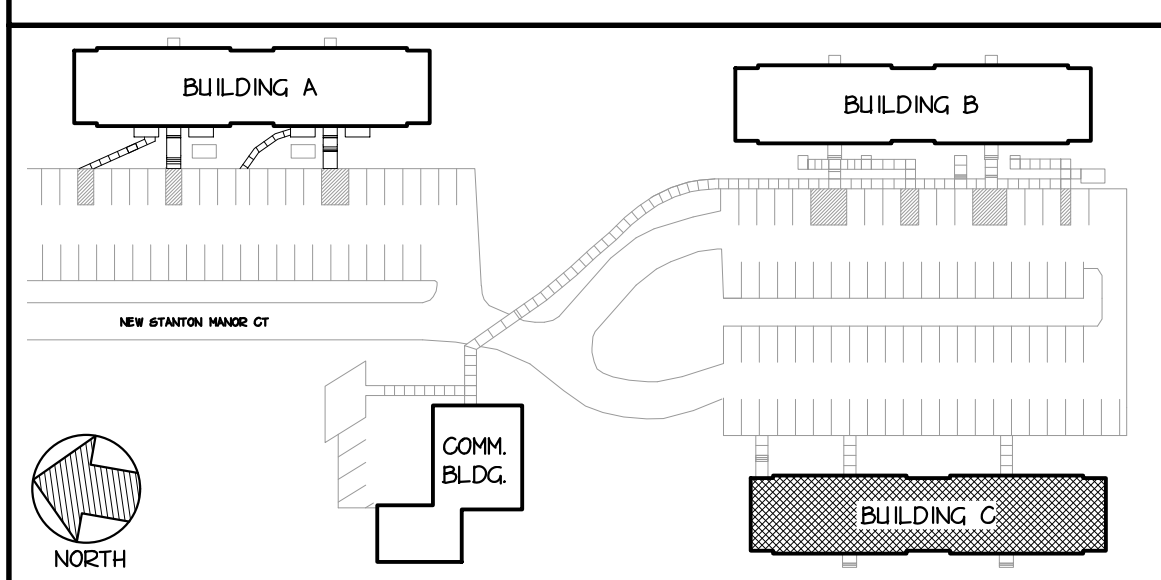 BUILDING A
BUILDING B
NEW STANTON MANOR CT
COMM.
BLDG.
BUILDING C
NORTH